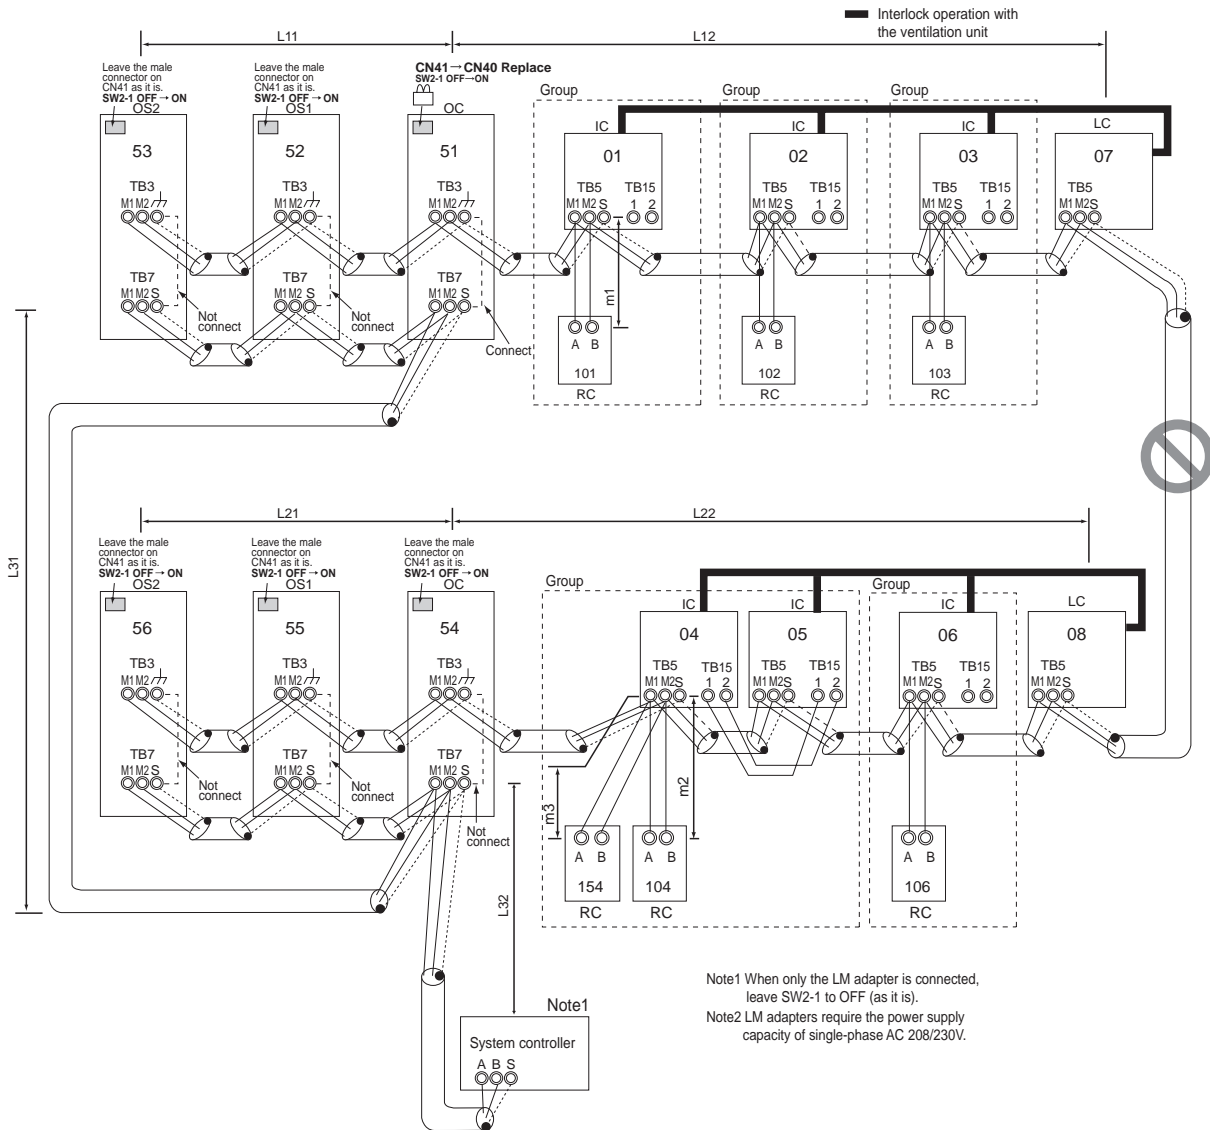 Interlock operation with
the ventilation unit
L11
L12
Leave the male
connector on
CN41 as it is.
SW2-1 OFF → ON
OS2
Leave the male
connector on
CN41 as it is.
SW2-1 OFF → ON
OS1
CN41→CN40 Replace
SW2-1 OFF→ON
OC
Group
Group
Group
IC
IC
IC
LC
53
52
51
01
02
03
07
TB3
TB3
TB3
TB5 TB15
TB5 TB15
TB5 TB15
TB5
M1 M2
M1 M2
M1 M2
M1 M2 S 1 2
M1 M2 S 1 2
M1 M2 S 1 2
M1 M2 S
TB7
TB7
TB7
M1 M2 S
M1 M2 S
M1 M2 S
Not
connect
Not
connect
Connect
m1
A B
101
RC
A B
102
RC
A B
103
RC
L31
L21
L22
Leave the male
connector on
CN41 as it is.
SW2-1 OFF → ON
OS2
Leave the male
connector on
CN41 as it is.
SW2-1 OFF → ON
OS1
Leave the male
connector on
CN41 as it is.
SW2-1 OFF → ON
OC
Group
Group
IC
IC
IC
LC
56
55
54
04
05
06
08
TB3
TB3
TB3
TB5 TB15
TB5 TB15
TB5 TB15
TB5
M1 M2
M1 M2
M1 M2
M1 M2 S 1 2
M1 M2 S 1 2
M1 M2 S 1 2
M1 M2 S
TB7
TB7
TB7
M1 M2 S
M1 M2 S
M1 M2 S
Not
connect
Not
connect
Not
connect
m3
m2
L32
A B
154
RC
A B
104
RC
A B
106
RC
Note1 When only the LM adapter is connected,
leave SW2-1 to OFF (as it is).
Note2 LM adapters require the power supply
capacity of single-phase AC 208/230V.
Note1
System controller
A B S